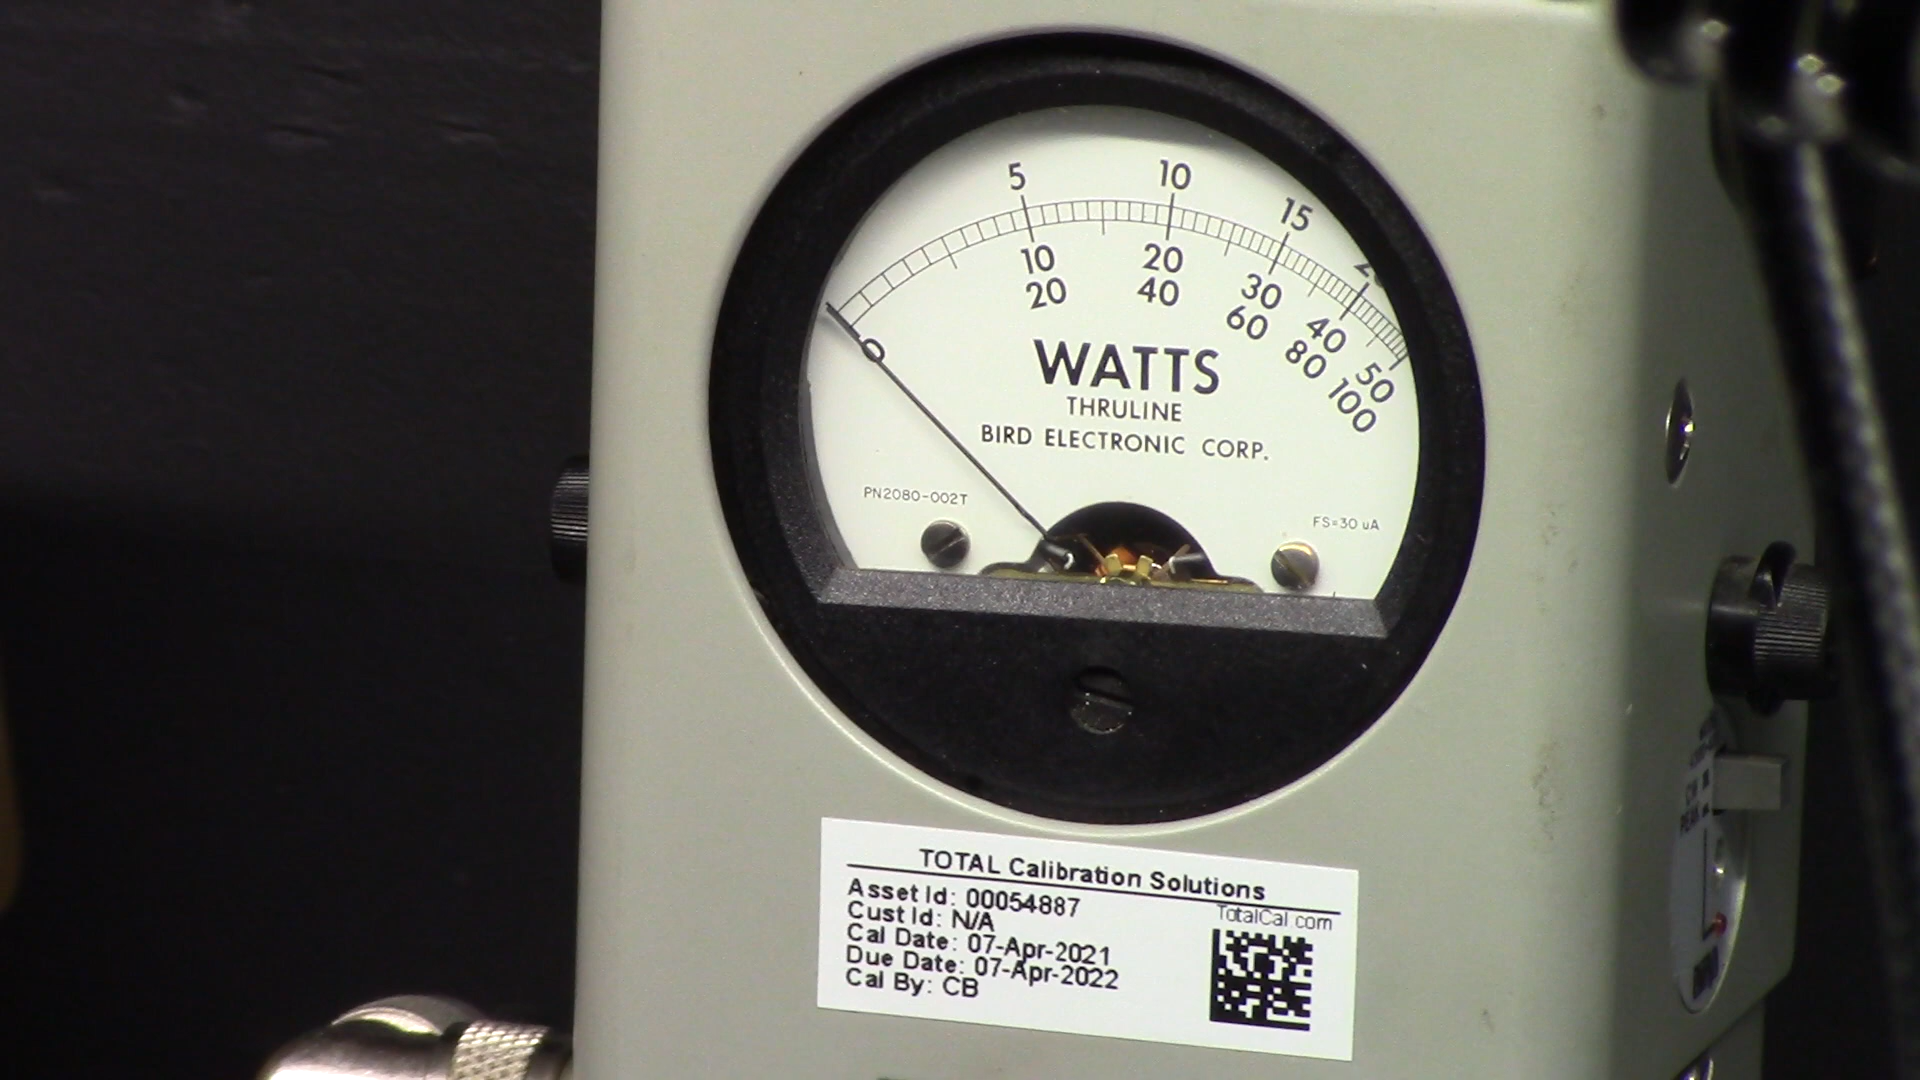 5 10 15
10 20 30 40 50
20 40 60 80 100
0
WATTS
THRULINE
BIRD ELECTRONIC CORP.
PN2080-002T
FS=30 uA
CW
PEAK
TOTAL Calibration Solutions
Asset Id: 00054887
TotalCal.com
Cust Id: N/A
Cal Date: 07-Apr-2021
Due Date: 07-Apr-2022
Cal By: CB